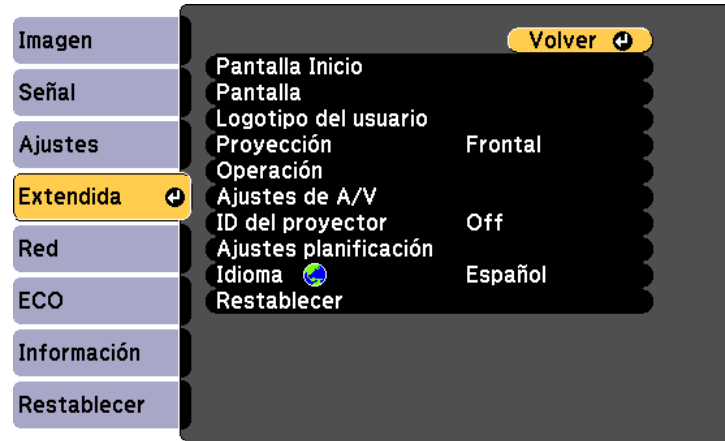 Imagen
Señal
Ajustes
Extendida
Red
ECO
Información
Restablecer
Volver
Pantalla Inicio
Pantalla
Logotipo del usuario
Proyección Frontal
Operación
Ajustes de A/V
ID del proyector Off
Ajustes planificación
Idioma Español
Restablecer